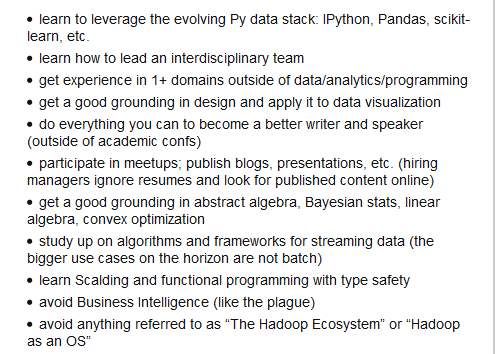 • learn to leverage the evolving Py data stack: IPython, Pandas, scikit-
learn, etc.
• learn how to lead an interdisciplinary team
• get experience in 1+ domains outside of data/analytics/programming
• get a good grounding in design and apply it to data visualization
• do everything you can to become a better writer and speaker
(outside of academic confs)
• participate in meetups; publish blogs, presentations, etc. (hiring
managers ignore resumes and look for published content online)
• get a good grounding in abstract algebra, Bayesian stats, linear
algebra, convex optimization
• study up on algorithms and frameworks for streaming data (the
bigger use cases on the horizon are not batch)
• learn Scalding and functional programming with type safety
• avoid Business Intelligence (like the plague)
• avoid anything referred to as “The Hadoop Ecosystem” or “Hadoop
as an OS”